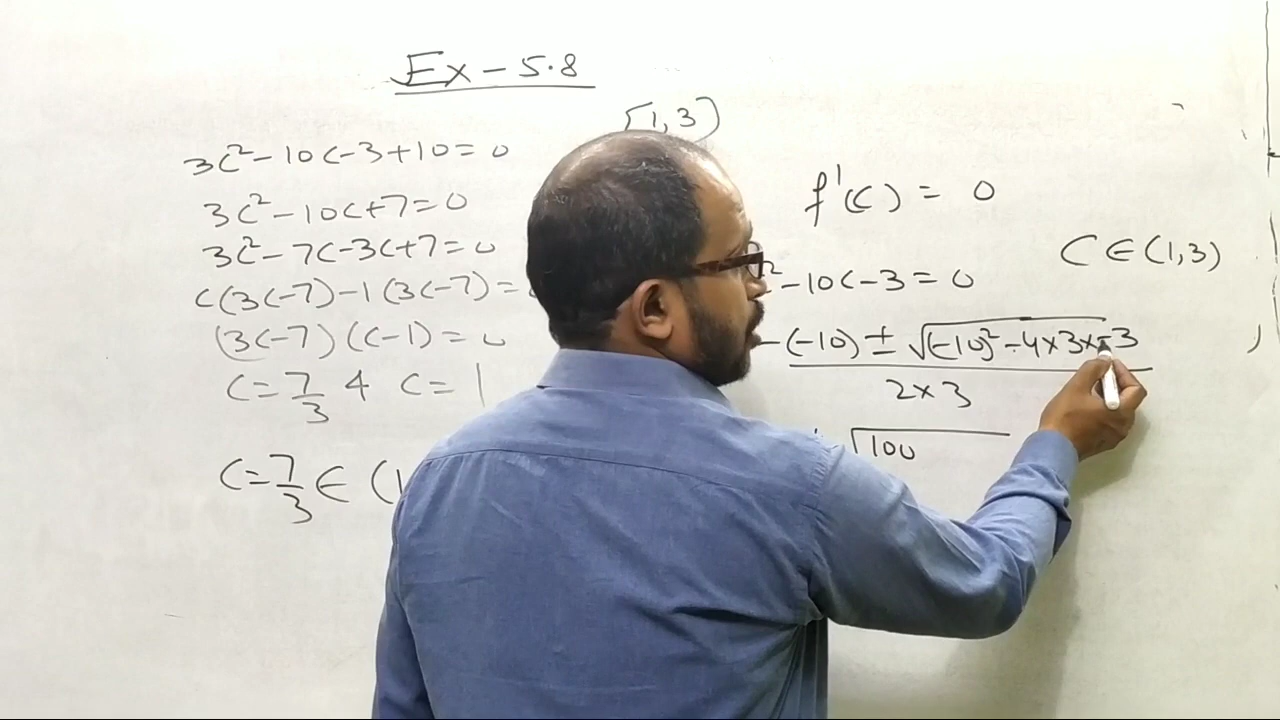 Ex - 5.8
[1,3]
3c² - 10c - 3 + 10 = 0
3c² - 10c + 7 = 0
3c² - 7c - 3c + 7 = 0
c(3c-7) - 1(3c-7) =
(3c-7)(c-1) = 0
c = 7/3 4 c = 1
c = 7/3 ∈ (1
f'(c) = 0
c ∈ (1,3)
² - 10c - 3 = 0
-(-10) ± √(-10)² - 4×3×-3
2×3
√100